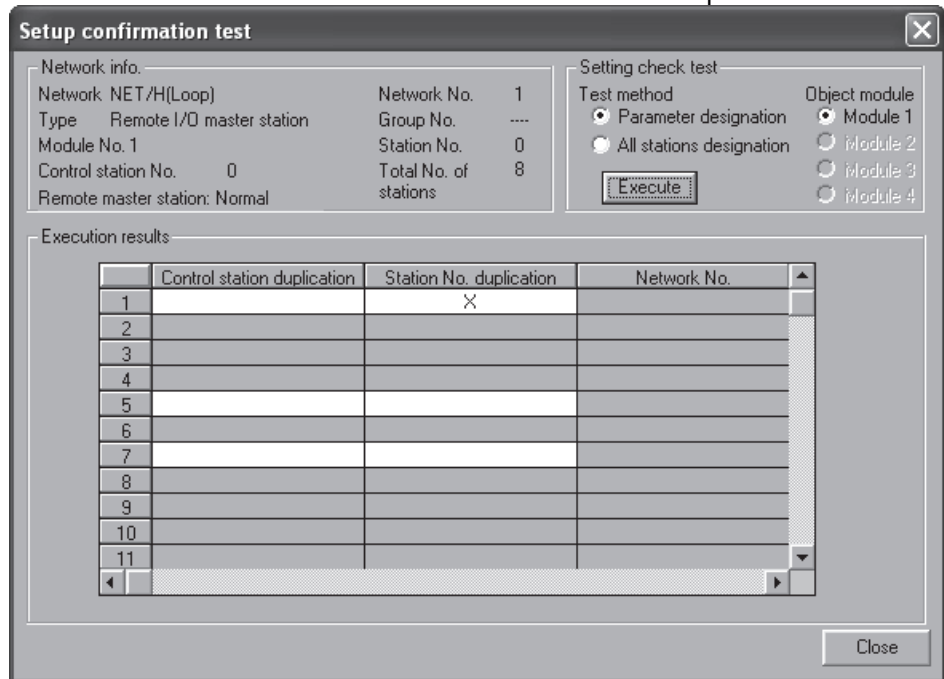 Setup confirmation test
Network info.
Network NET/H(Loop)
Type Remote I/O master station
Module No. 1
Control station No. 0
Remote master station: Normal
Network No. 1
Group No. ----
Station No. 0
Total No. of stations 8
Setting check test
Test method
Parameter designation
All stations designation
Execute
Object module
Module 1
Module 2
Module 3
Module 4
Execution results
Control station duplication Station No. duplication Network No.
1 X
2
3
4
5
6
7
8
9
10
11
Close